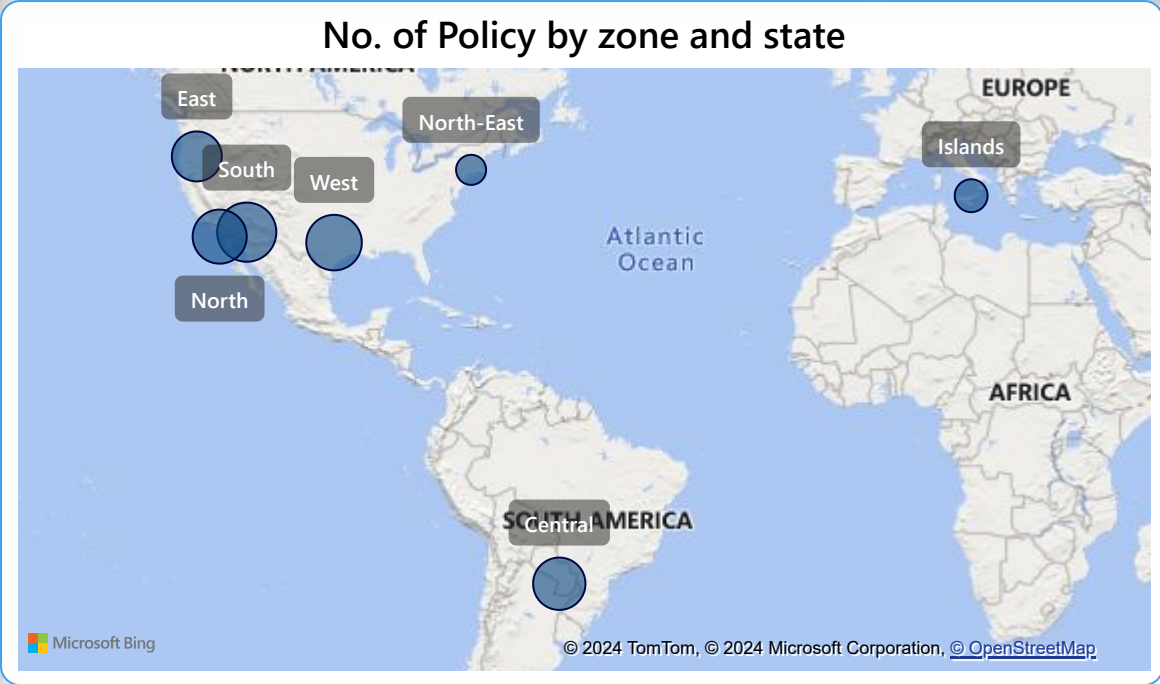 No. of Policy by zone and state
NORTH AMERICA
EUROPE
East
North-East
Islands
South
West
Atlantic
Ocean
North
AFRICA
SOUTH AMERICA
Central
Microsoft Bing
© 2024 TomTom, © 2024 Microsoft Corporation, © OpenStreetMap